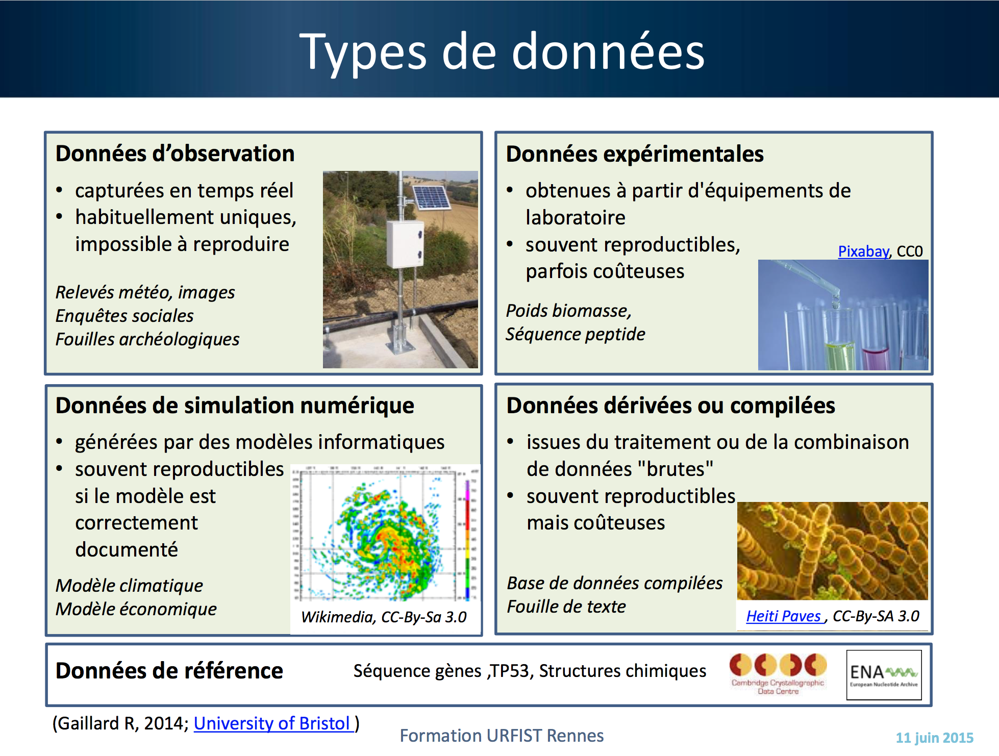 Types de données
Données d’observation
• capturées en temps réel
• habituellement uniques,
impossible à reproduire
Relevés météo, images
Enquêtes sociales
Fouilles archéologiques
Données expérimentales
• obtenues à partir d'équipements de
laboratoire
• souvent reproductibles,
parfois coûteuses
Pixabay, CC0
Poids biomasse,
Séquence peptide
Données de simulation numérique
• générées par des modèles informatiques
• souvent reproductibles
si le modèle est
correctement
documenté
Modèle climatique
Modèle économique
Wikimedia, CC-By-Sa 3.0
Données dérivées ou compilées
• issues du traitement ou de la combinaison
de données "brutes"
• souvent reproductibles
mais coûteuses
Base de données compilées
Fouille de texte
Heiti Paves , CC-By-SA 3.0
Données de référence
Séquence gènes ,TP53, Structures chimiques
CCDC
Cambridge Crystallographic
Data Centre
ENA
European Nucleotide Archive
(Gaillard R, 2014; University of Bristol )
Formation URFIST Rennes
11 juin 2015